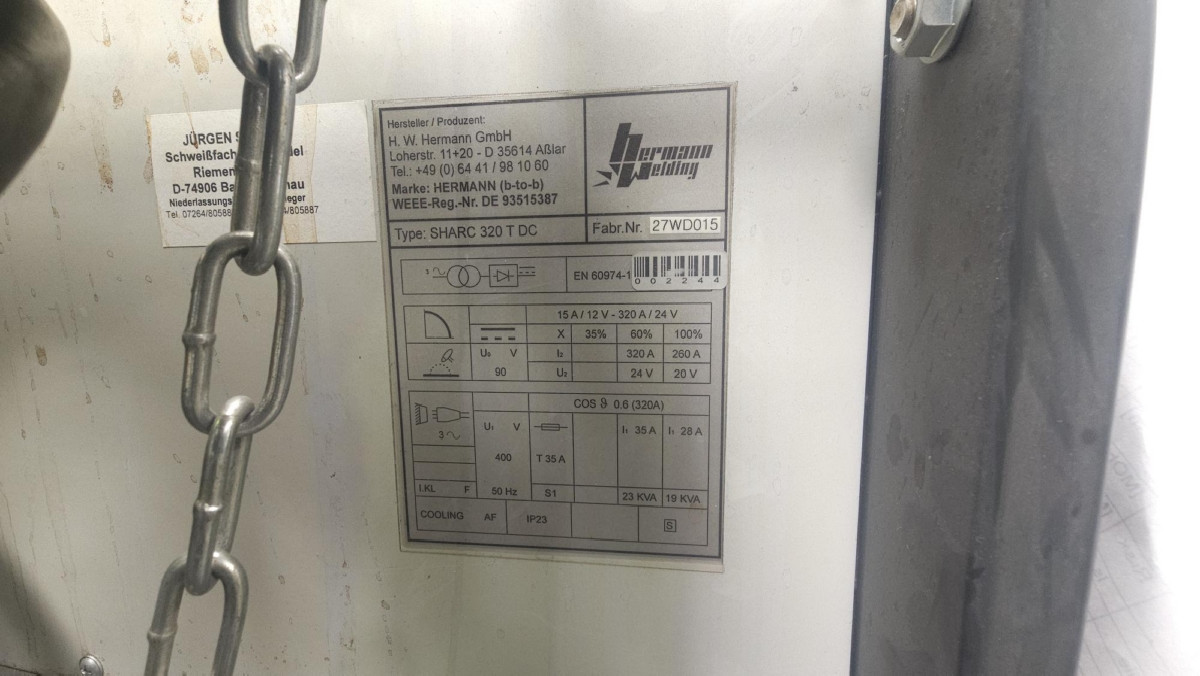 JÜRGEN
Schweißfach
Riemen
D-74906 Ba nau
Niederlassungs
Tel. 07264/80588 /805887
Hersteller / Produzent:
H. W. Hermann GmbH
Loherstr. 11+20 - D 35614 Aßlar
Tel.: +49 (0) 64 41 / 98 10 60
Marke: HERMANN (b-to-b)
WEEE-Reg.-Nr. DE 93515387
hermann
Welding
Type: SHARC 320 T DC
Fabr.Nr. 27WD015
EN 60974-1
002244
15 A / 12 V - 320 A / 24 V
X 35% 60% 100%
U₀ V I₂ 320 A 260 A
90 U₂ 24 V 20 V
COS ϑ 0.6 (320A)
U₁ V I₁ 35 A I₁ 28 A
3
400 T 35 A
I.KL F 50 Hz S1 23 KVA 19 KVA
COOLING AF IP23 S